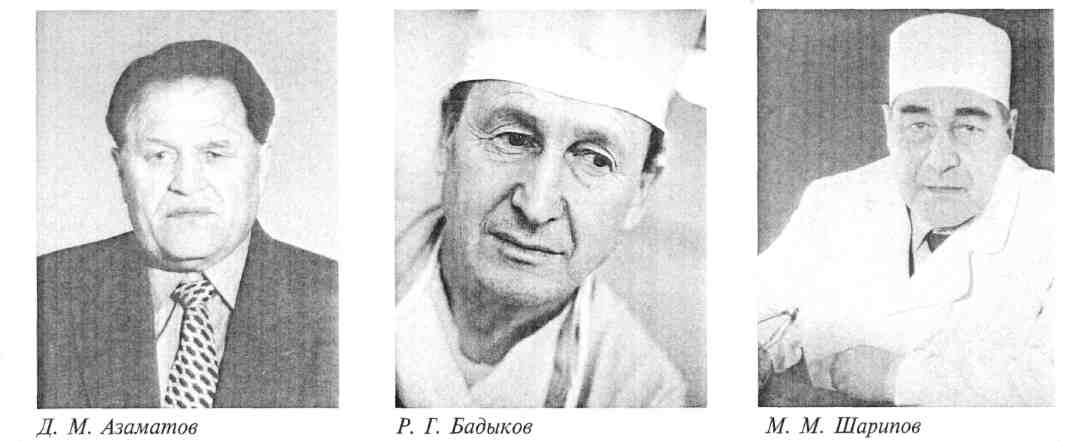 Д. М. Азаматов
Р. Г. Бадыков
М. М. Шарипов